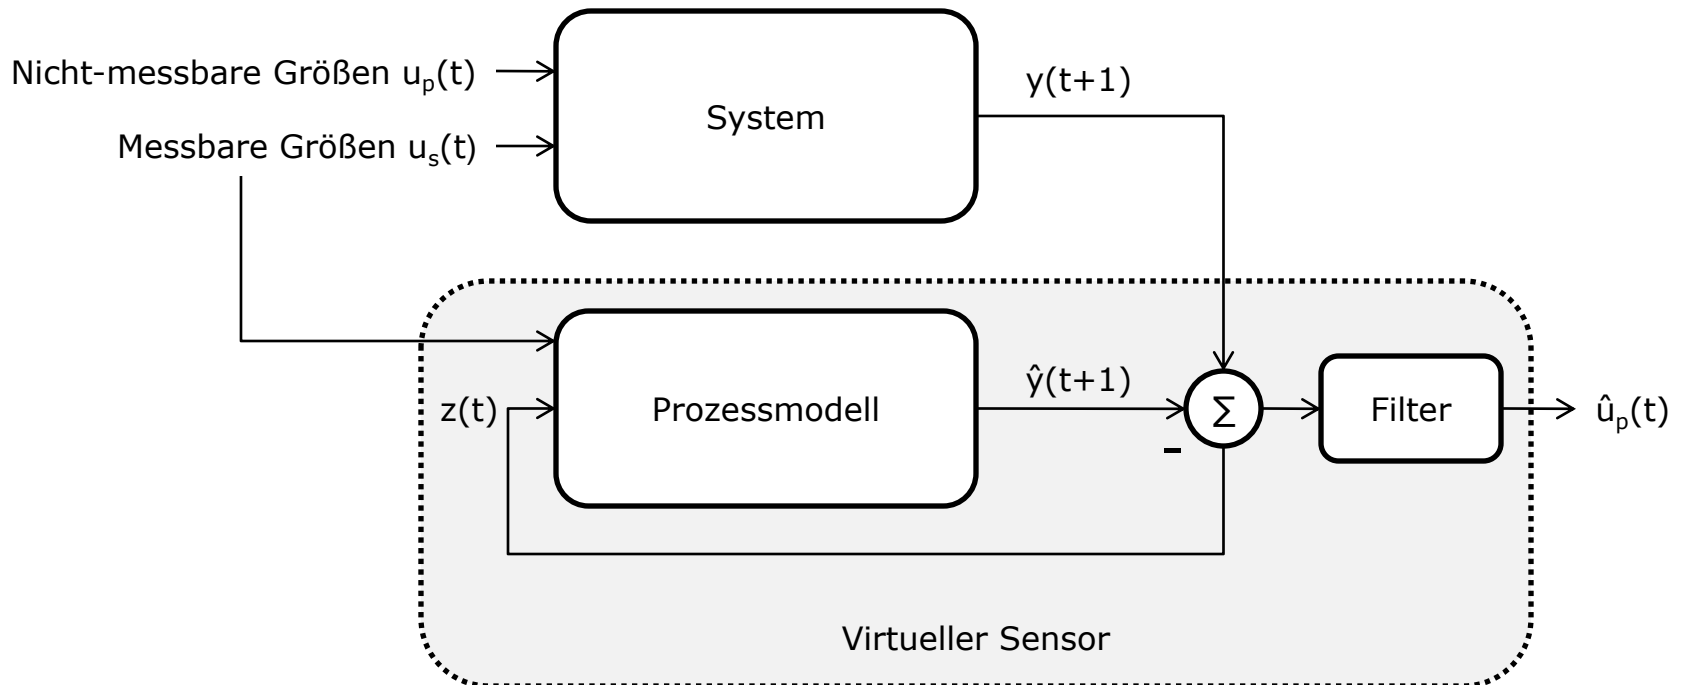 Nicht-messbare Größen uₚ(t)
Messbare Größen uₛ(t)
System
y(t+1)
z(t)
Prozessmodell
ŷ(t+1)
-
Σ
Filter
ûₚ(t)
Virtueller Sensor